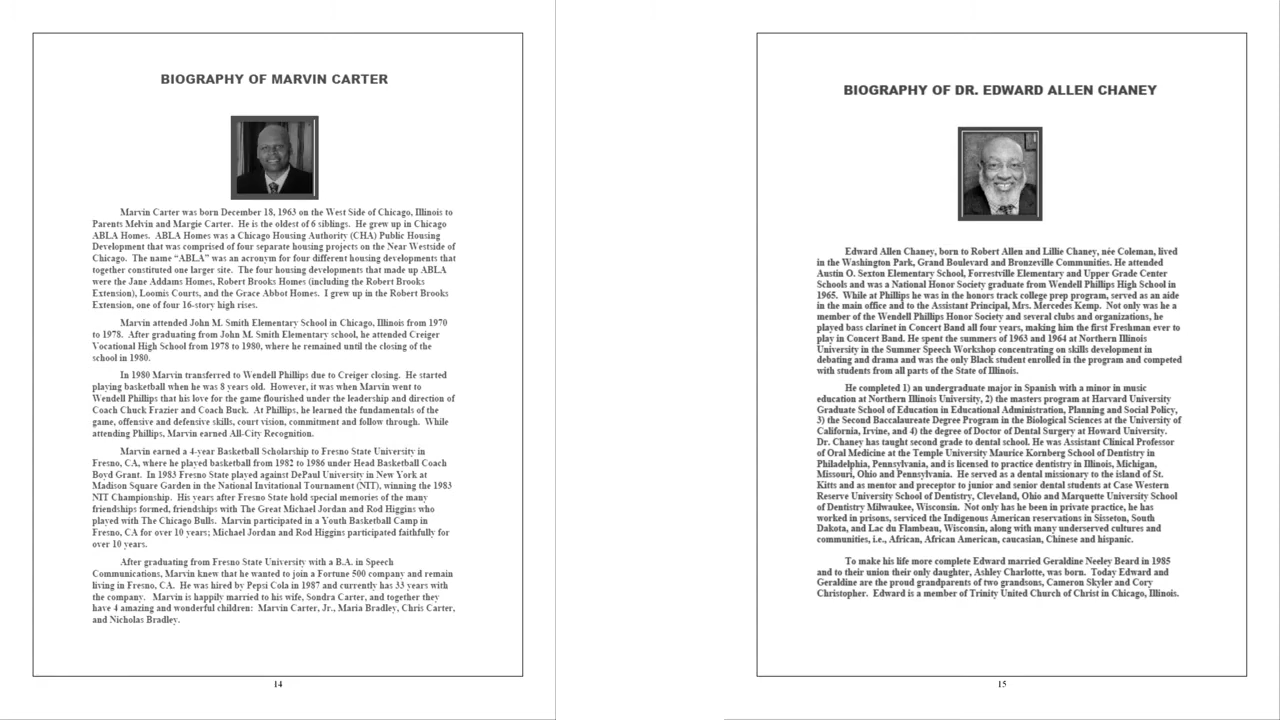 BIOGRAPHY OF MARVIN CARTER
Marvin Carter was born December 18, 1963 on the West Side of Chicago, Illinois to
Parents Melvin and Margie Carter. He is the oldest of 6 siblings. He grew up in Chicago
ABLA Homes. ABLA Homes was a Chicago Housing Authority (CHA) Public Housing
Development that was comprised of four separate housing projects on the Near Westside of
Chicago. The name “ABLA” was an acronym for four different housing developments that
together constituted one larger site. The four housing developments that made up ABLA
were the Jane Addams Homes, Robert Brooks Homes (including the Robert Brooks
Extension), Loomis Courts, and the Grace Abbot Homes. I grew up in the Robert Brooks
Extension, one of four 16-story high rises.
Marvin attended John M. Smith Elementary School in Chicago, Illinois from 1970
to 1978. After graduating from John M. Smith Elementary school, he attended Creiger
Vocational High School from 1978 to 1980, where he remained until the closing of the
school in 1980.
In 1980 Marvin transferred to Wendell Phillips due to Creiger closing. He started
playing basketball when he was 8 years old. However, it was when Marvin went to
Wendell Phillips that his love for the game flourished under the leadership and direction of
Coach Chuck Frazier and Coach Buck. At Phillips, he learned the fundamentals of the
game, offensive and defensive skills, court vision, commitment and follow through. While
attending Phillips, Marvin earned All-City Recognition.
Marvin earned a 4-year Basketball Scholarship to Fresno State University in
Fresno, CA, where he played basketball from 1982 to 1986 under Head Basketball Coach
Boyd Grant. In 1983 Fresno State played against DePaul University in New York at
Madison Square Garden in the National Invitational Tournament (NIT), winning the 1983
NIT Championship. His years after Fresno State hold special memories of the many
friendships formed, friendships with The Great Michael Jordan and Rod Higgins who
played with The Chicago Bulls. Marvin participated in a Youth Basketball Camp in
Fresno, CA for over 10 years; Michael Jordan and Rod Higgins participated faithfully for
over 10 years.
After graduating from Fresno State University with a B.A. in Speech
Communications, Marvin knew that he wanted to join a Fortune 500 company and remain
living in Fresno, CA. He was hired by Pepsi Cola in 1987 and currently has 33 years with
the company. Marvin is happily married to his wife, Sondra Carter, and together they
have 4 amazing and wonderful children: Marvin Carter, Jr., Maria Bradley, Chris Carter,
and Nicholas Bradley.
14
BIOGRAPHY OF DR. EDWARD ALLEN CHANEY
Edward Allen Chaney, born to Robert Allen and Lillie Chaney, née Coleman, lived
in the Washington Park, Grand Boulevard and Bronzeville Communities. He attended
Austin O. Sexton Elementary School, Forrestville Elementary and Upper Grade Center
Schools and was a National Honor Society graduate from Wendell Phillips High School in
1965. While at Phillips he was in the honors track college prep program, served as an aide
in the main office and to the Assistant Principal, Mrs. Mercedes Kemp. Not only was he a
member of the Wendell Phillips Honor Society and several clubs and organizations, he
played bass clarinet in Concert Band all four years, making him the first Freshman ever to
play in Concert Band. He spent the summers of 1963 and 1964 at Northern Illinois
University in the Summer Speech Workshop concentrating on skills development in
debating and drama and was the only Black student enrolled in the program and competed
with students from all parts of the State of Illinois.
He completed 1) an undergraduate major in Spanish with a minor in music
education at Northern Illinois University, 2) the masters program at Harvard University
Graduate School of Education in Educational Administration, Planning and Social Policy,
3) the Second Baccalaureate Degree Program in the Biological Sciences at the University of
California, Irvine, and 4) the degree of Doctor of Dental Surgery at Howard University.
Dr. Chaney has taught second grade to dental school. He was Assistant Clinical Professor
of Oral Medicine at the Temple University Maurice Kornberg School of Dentistry in
Philadelphia, Pennsylvania, and is licensed to practice dentistry in Illinois, Michigan,
Missouri, Ohio and Pennsylvania. He served as a dental missionary to the island of St.
Kitts and as mentor and preceptor to junior and senior dental students at Case Western
Reserve University School of Dentistry, Cleveland, Ohio and Marquette University School
of Dentistry Milwaukee, Wisconsin. Not only has he been in private practice, he has
worked in prisons, serviced the Indigenous American reservations in Sisseton, South
Dakota, and Lac du Flambeau, Wisconsin, along with many underserved cultures and
communities, i.e., African, African American, caucasian, Chinese and hispanic.
To make his life more complete Edward married Geraldine Neeley Beard in 1985
and to their union their only daughter, Ashley Charlotte, was born. Today Edward and
Geraldine are the proud grandparents of two grandsons, Cameron Skyler and Cory
Christopher. Edward is a member of Trinity United Church of Christ in Chicago, Illinois.
15